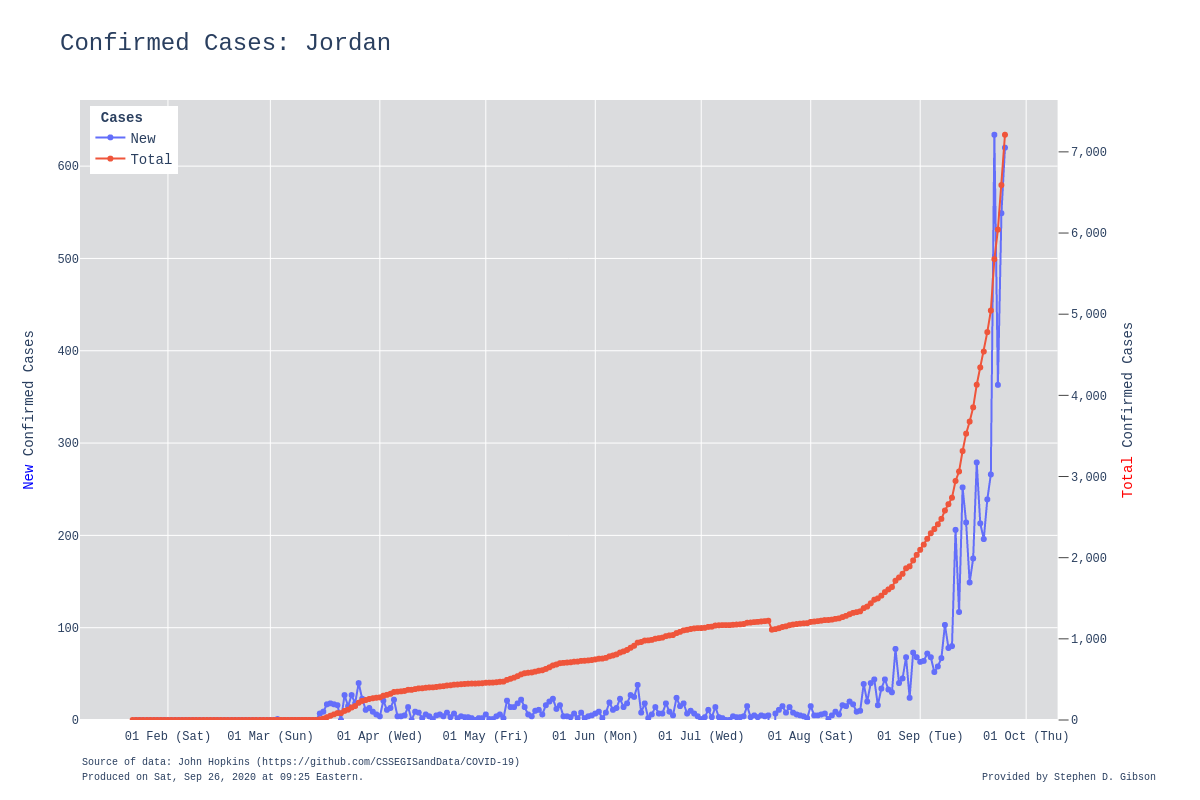 Confirmed Cases: Jordan
Cases
New
Total
600
500
400
300
200
100
0
7,000
6,000
5,000
4,000
3,000
2,000
1,000
0
New Confirmed Cases
Total Confirmed Cases
01 Feb (Sat) 01 Mar (Sun) 01 Apr (Wed) 01 May (Fri) 01 Jun (Mon) 01 Jul (Wed) 01 Aug (Sat) 01 Sep (Tue) 01 Oct (Thu)
Source of data: John Hopkins (https://github.com/CSSEGISandData/COVID-19)
Produced on Sat, Sep 26, 2020 at 09:25 Eastern.
Provided by Stephen D. Gibson